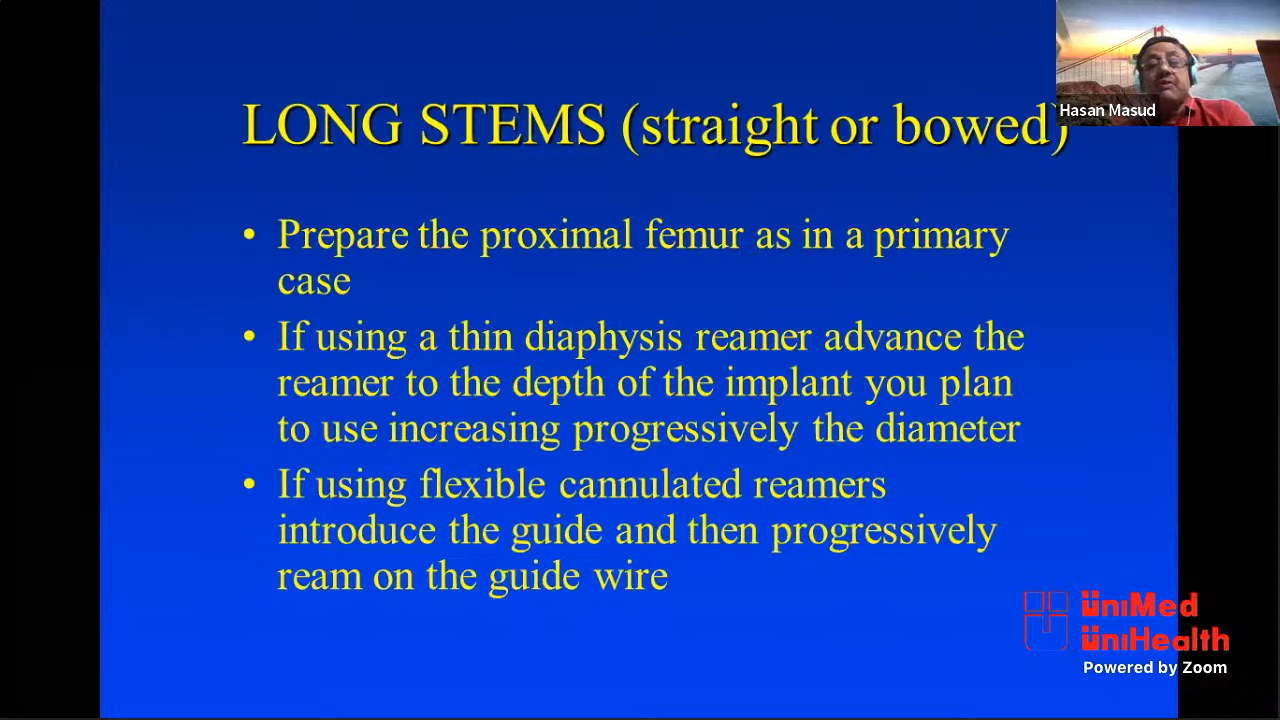 LONG STEMS (straight or bowed)
Hasan Masud
• Prepare the proximal femur as in a primary
case
• If using a thin diaphysis reamer advance the
reamer to the depth of the implant you plan
to use increasing progressively the diameter
• If using flexible cannulated reamers
introduce the guide and then progressively
ream on the guide wire
üniMed
üniHealth
Powered by Zoom